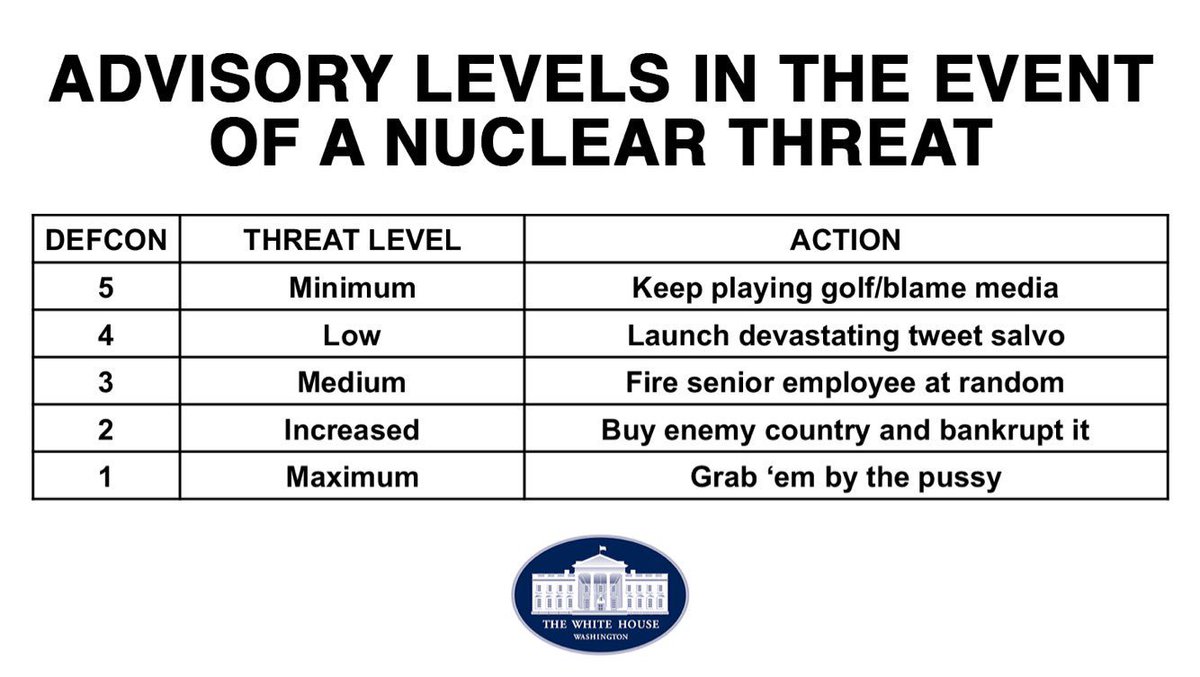 ADVISORY LEVELS IN THE EVENT
OF A NUCLEAR THREAT
DEFCON THREAT LEVEL ACTION
5 Minimum Keep playing golf/blame media
4 Low Launch devastating tweet salvo
3 Medium Fire senior employee at random
2 Increased Buy enemy country and bankrupt it
1 Maximum Grab ‘em by the pussy
THE WHITE HOUSE
WASHINGTON